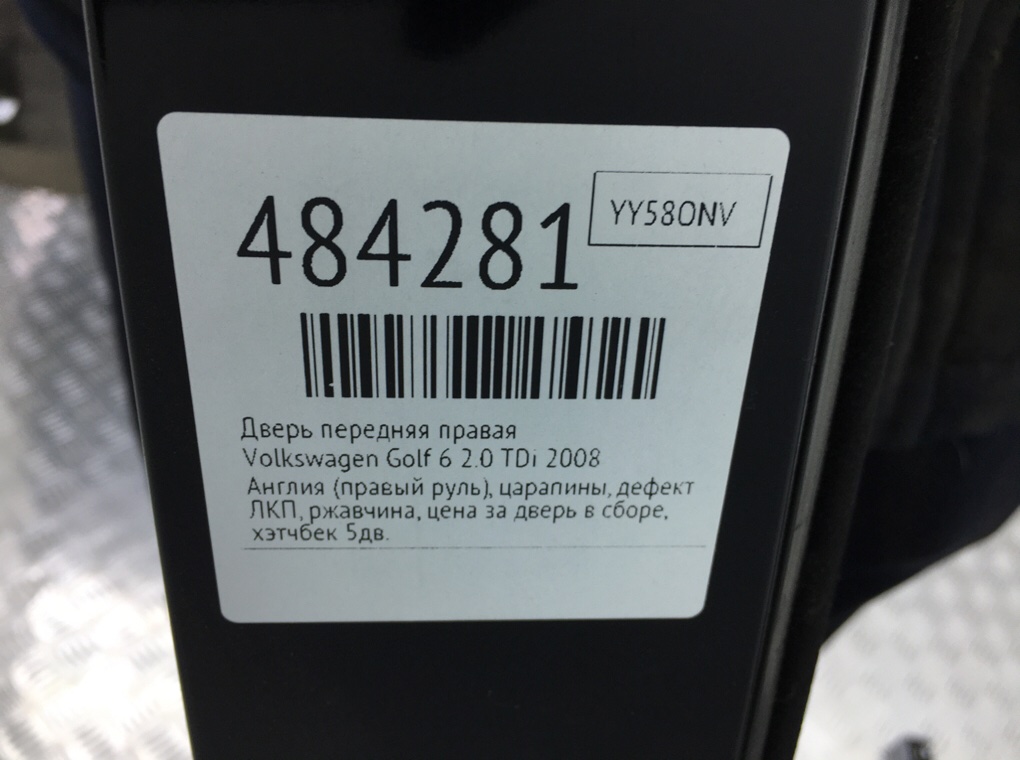 484281
YY58ONV
Дверь передняя правая
Volkswagen Golf 6 2.0 TDi 2008
Англия (правый руль), царапины, дефект
ЛКП, ржавчина, цена за дверь в сборе,
хэтчбек 5дв.